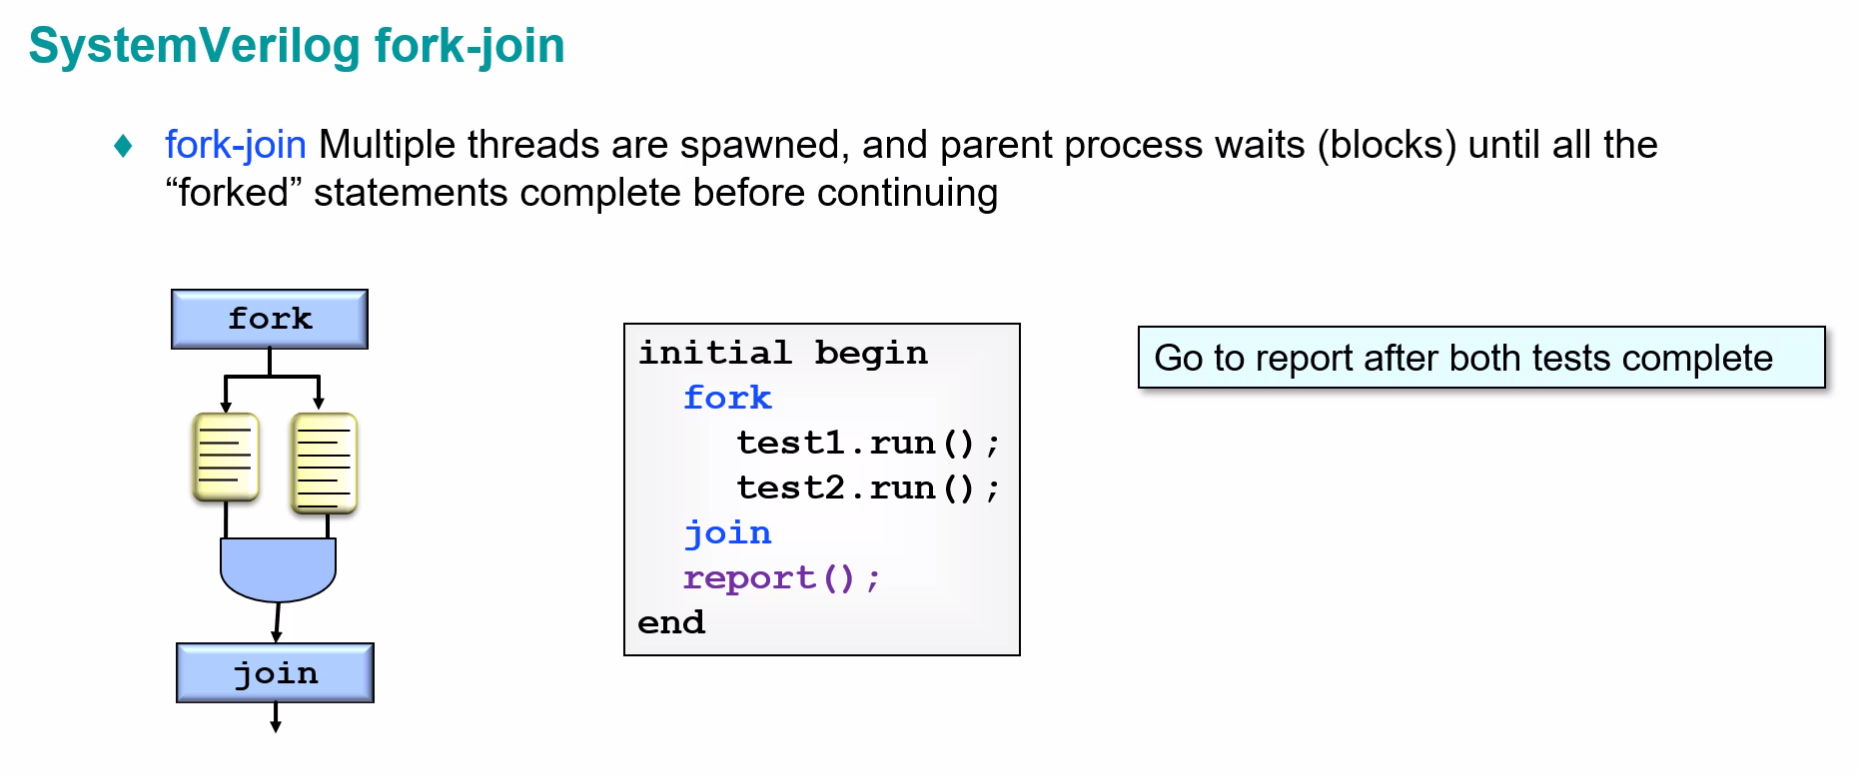 SystemVerilog fork-join
fork-join Multiple threads are spawned, and parent process waits (blocks) until all the
“forked” statements complete before continuing
fork
join
initial begin
fork
test1.run();
test2.run();
join
report();
end
Go to report after both tests complete